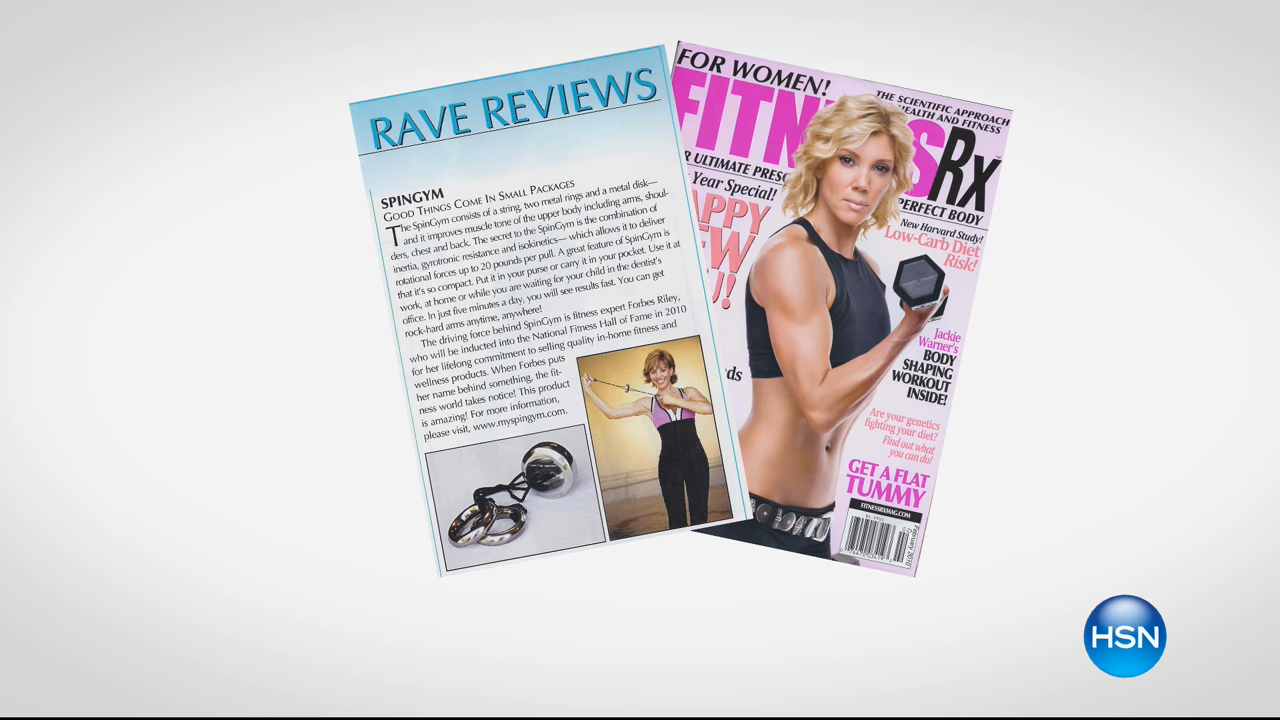 RAVE REVIEWS
SPINGYM
GOOD THINGS COME IN SMALL PACKAGES
The SpinGym consists of a string, two metal rings and a metal disk—
and it improves muscle tone of the upper body including arms, shoul-
ders, chest and back. The secret to the SpinGym is the combination of
inertia, gyrotronic resistance and isokinetics— which allows it to deliver
rotational forces up to 20 pounds per pull. A great feature of SpinGym is
that it's so compact. Put it in your purse or carry it in your pocket. Use it at
work, at home or while you are waiting for your child in the dentist's
office. In just five minutes a day, you will see results fast. You can get
rock-hard arms anytime, anywhere!
The driving force behind SpinGym is fitness expert Forbes Riley,
who will be inducted into the National Fitness Hall of Fame in 2010
for her lifelong commitment to selling quality in-home fitness and
wellness products. When Forbes puts
her name behind something, the fit-
ness world takes notice! This product
is amazing! For more information,
please visit, www.myspingym.com.
FOR WOMEN!
FITN SRx
THE SCIENTIFIC APPROACH
HEALTH AND FITNESS
R ULTIMATE PRESC
PERFECT BODY
Year Special!
APPY
EW
U!
New Harvard Study!
Low-Carb Diet
Risk!
Jackie
Warner's
BODY
SHAPING
WORKOUT
INSIDE!
ds
Are your genetics
fighting your diet?
Find out what
you can do!
GET A FLAT
TUMMY
FITNESSRXMAG.COM
February 2010
HSN